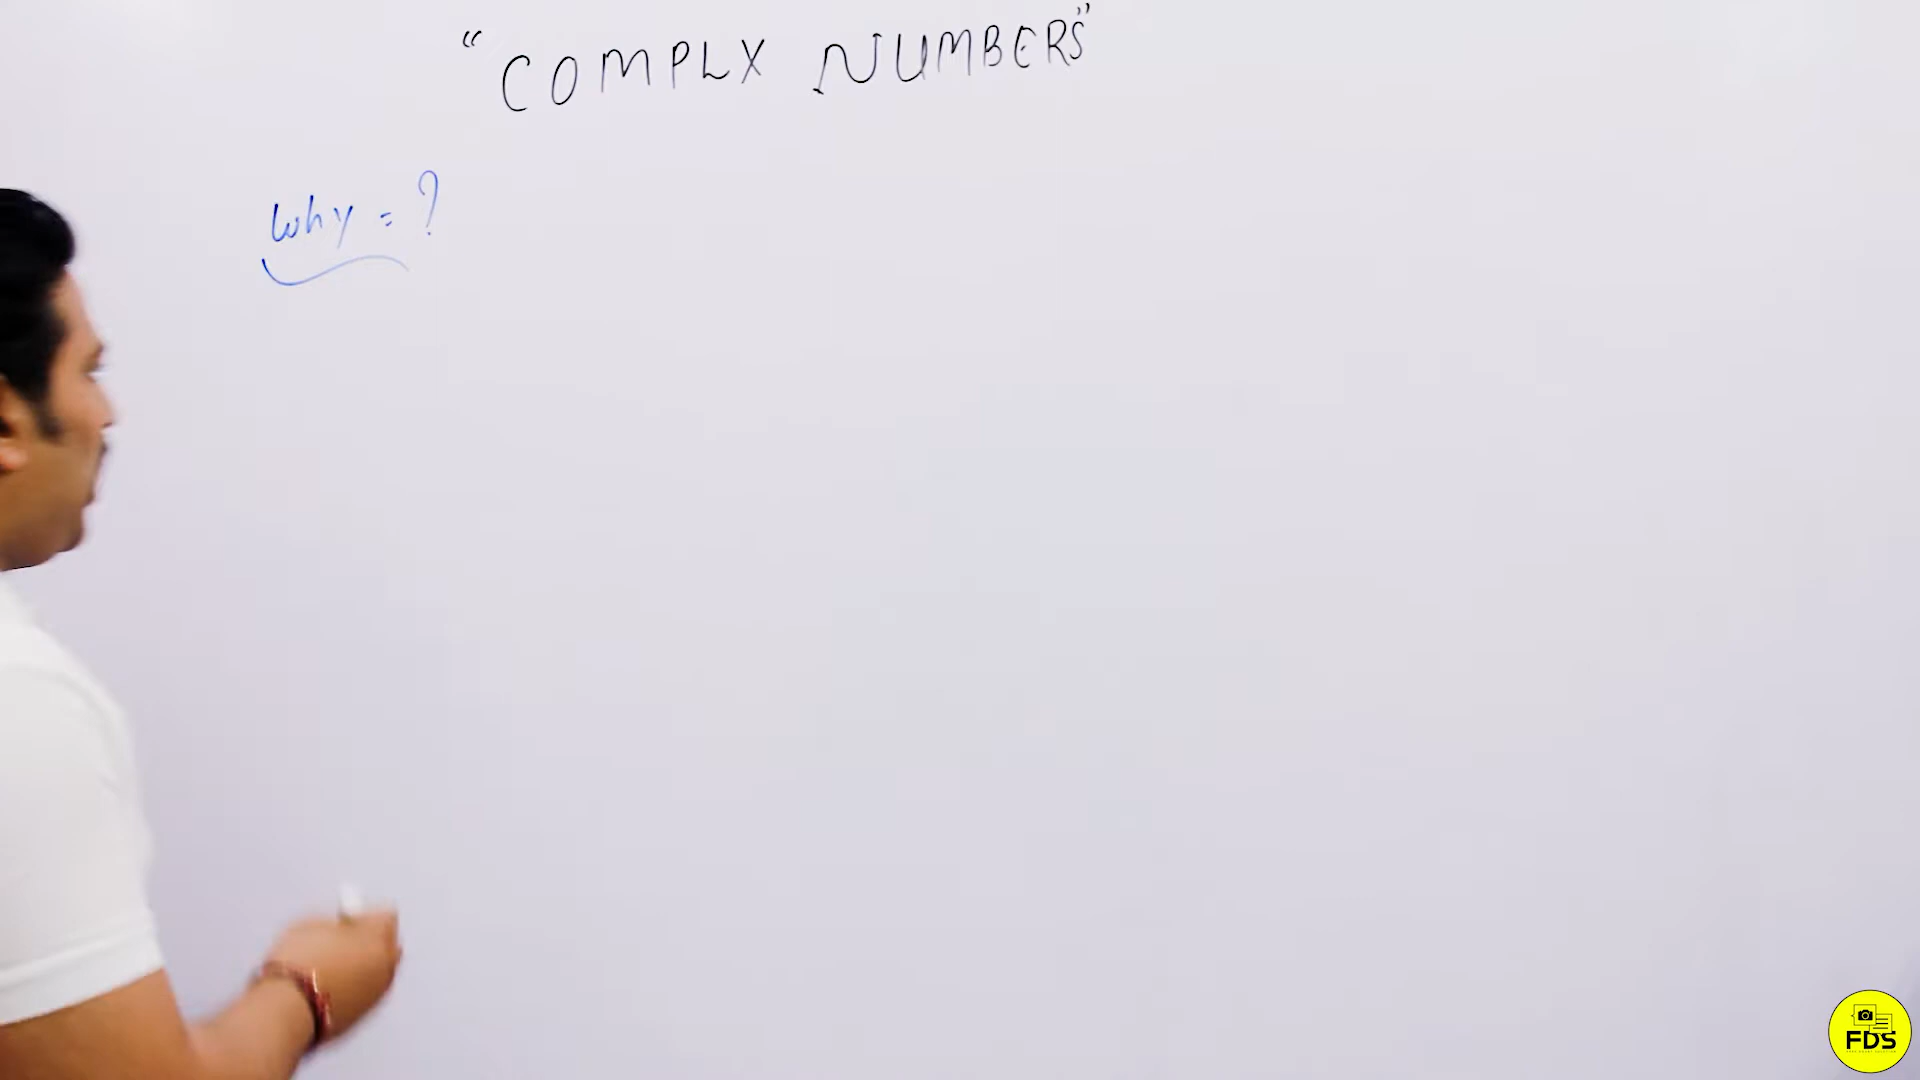 “COMPLX NUMBERS”
Why = ?
FDS